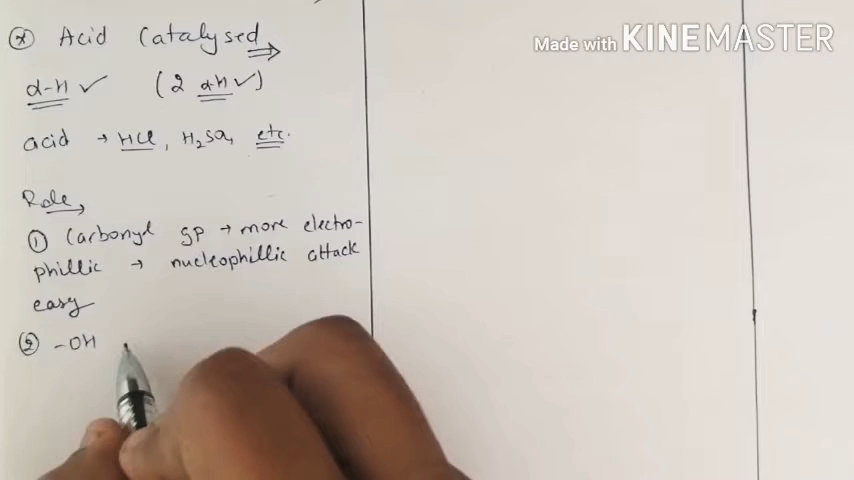 * Acid Catalysed
α-H ✓ (2 α-H ✓)
acid → HCl, H₂SO₄, etc.
Role,
① Carbonyl gp → more electro-
phillic → nucleophillic attack
easy
② -OH
Made with KINEMASTER